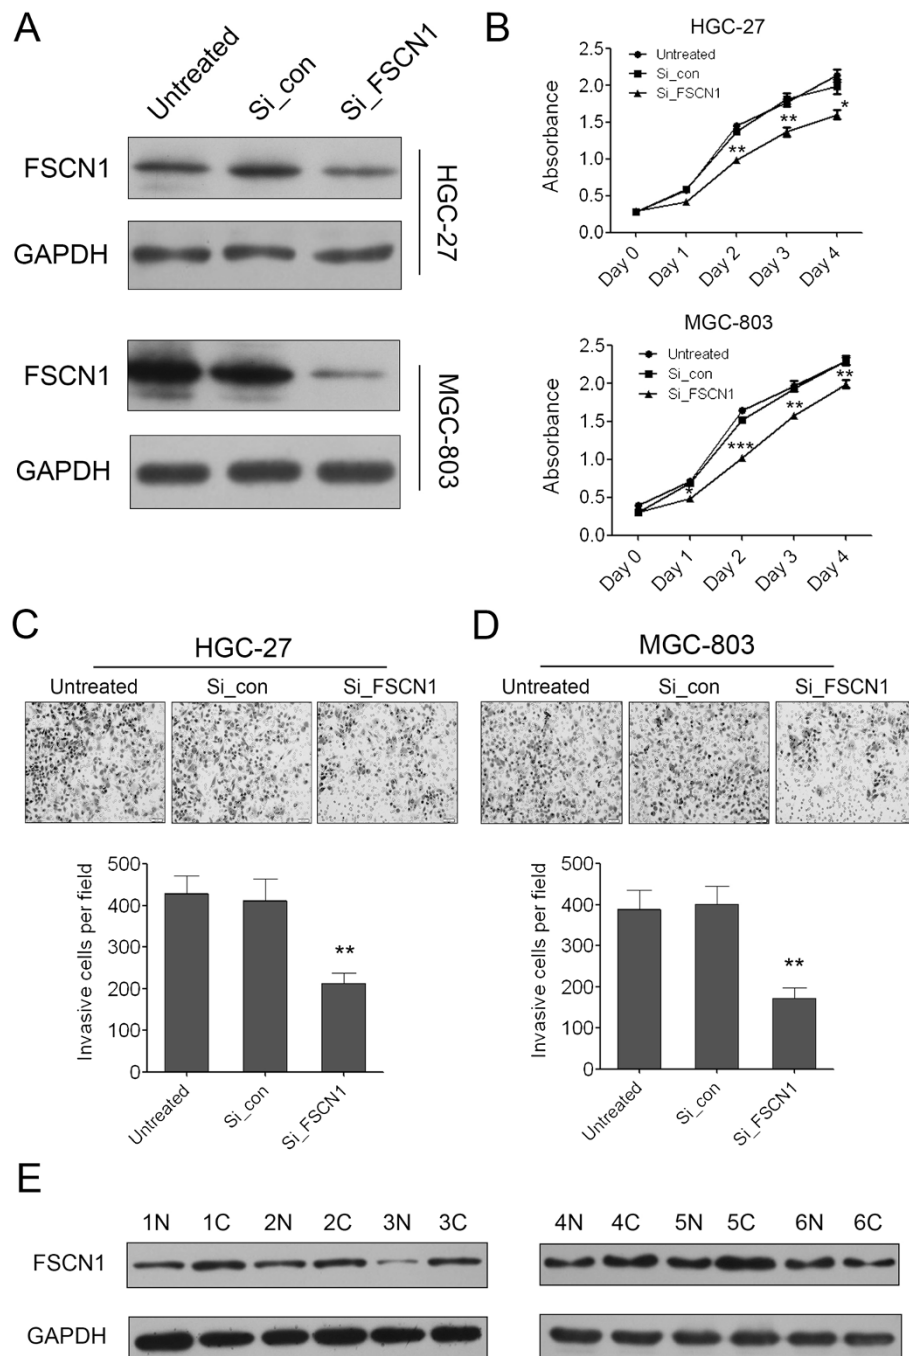 A
Untreated
Si_con
Si_FSCN1
FSCN1
GAPDH
HGC-27
FSCN1
GAPDH
MGC-803
B
HGC-27
Untreated
Si_con
Si_FSCN1
Absorbance
2.5
2.0
1.5
1.0
0.5
0.0
** ** *
Day 0 Day 1 Day 2 Day 3 Day 4
MGC-803
Untreated
Si_con
Si_FSCN1
Absorbance
2.5
2.0
1.5
1.0
0.5
0.0
* *** ** **
Day 0 Day 1 Day 2 Day 3 Day 4
C
HGC-27
Untreated Si_con Si_FSCN1
Invasive cells per field
500
400
300
200
100
0
**
Untreated Si_con Si_FSCN1
D
MGC-803
Untreated Si_con Si_FSCN1
Invasive cells per field
500
400
300
200
100
0
**
Untreated Si_con Si_FSCN1
E
1N 1C 2N 2C 3N 3C 4N 4C 5N 5C 6N 6C
FSCN1
GAPDH